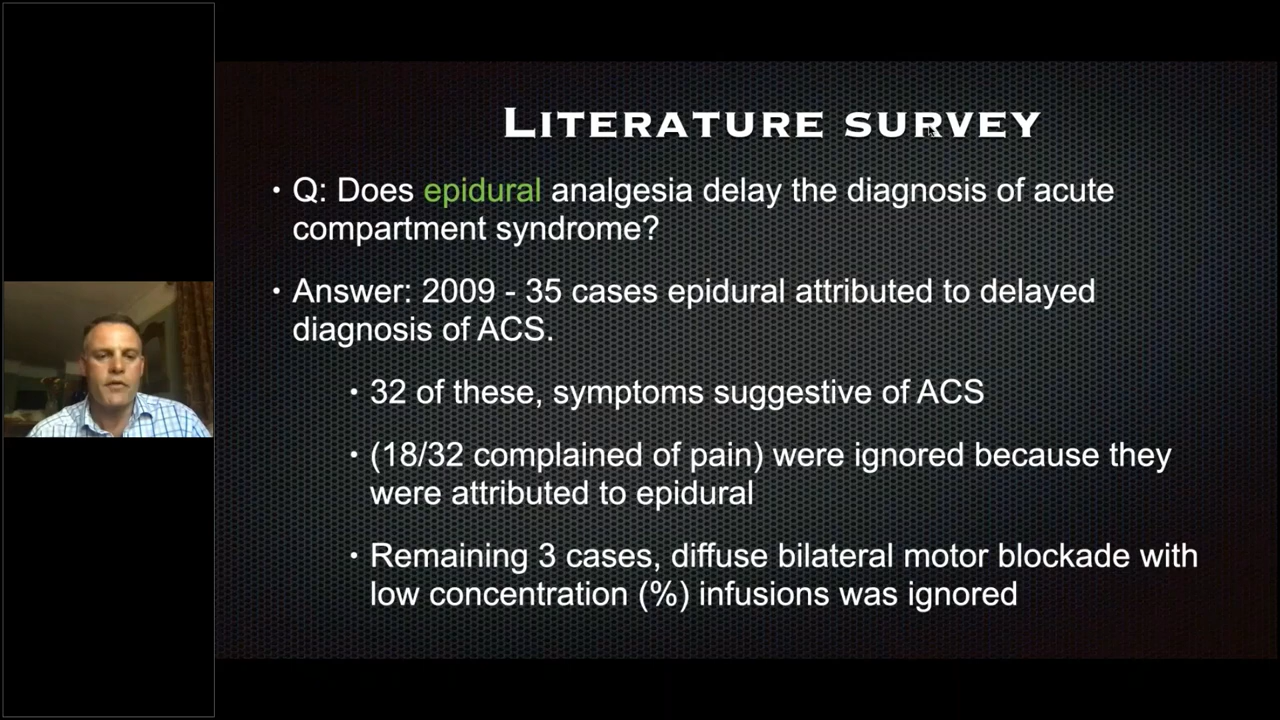 LITERATURE SURVEY
• Q: Does epidural analgesia delay the diagnosis of acute
compartment syndrome?
• Answer: 2009 - 35 cases epidural attributed to delayed
diagnosis of ACS.
• 32 of these, symptoms suggestive of ACS
• (18/32 complained of pain) were ignored because they
were attributed to epidural
• Remaining 3 cases, diffuse bilateral motor blockade with
low concentration (%) infusions was ignored